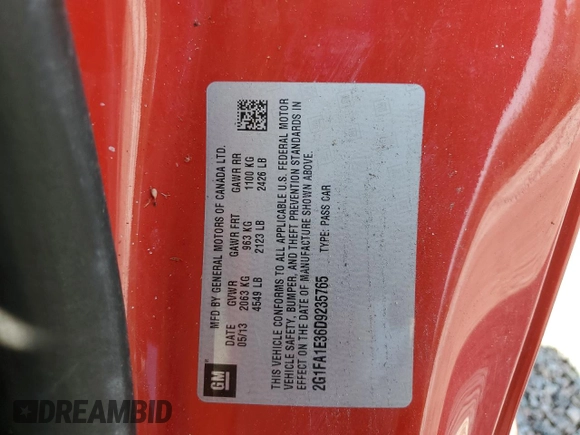 MFD BY GENERAL MOTORS OF CANADA LTD.
DATE GVWR GAWR FRT GAWR RR
05/13 2063 KG 963 KG 1100 KG
4549 LB 2123 LB 2426 LB
THIS VEHICLE CONFORMS TO ALL APPLICABLE U.S. FEDERAL MOTOR
VEHICLE SAFETY, BUMPER, AND THEFT PREVENTION STANDARDS IN
EFFECT ON THE DATE OF MANUFACTURE SHOWN ABOVE.
2G1FA1E36D9235765 TYPE: PASS CAR
GM
DREAMBID